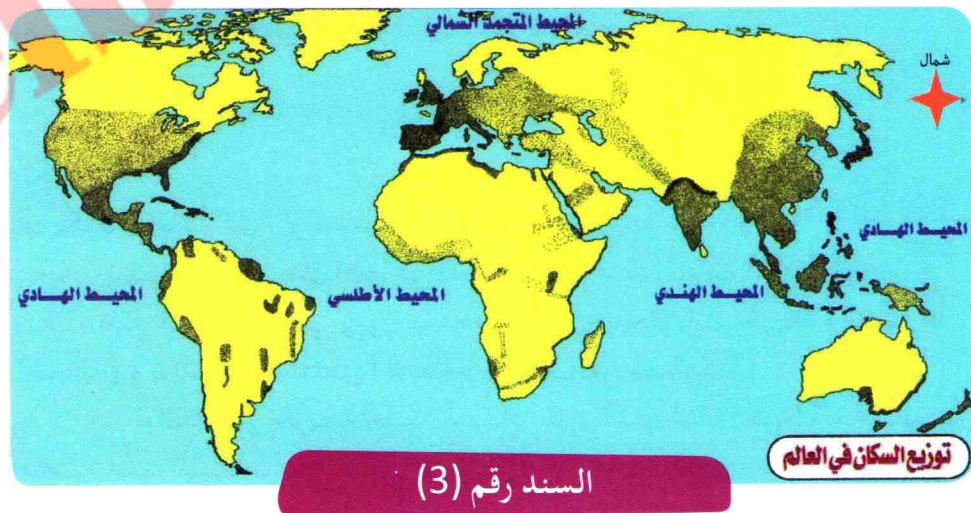 المحيط المتجمد الشمالي
شمال
المحيط الهادي
المحيط الهادي
المحيط الأطلسي
المحيط الهندي
توزيع السكان في العالم
السند رقم (3)